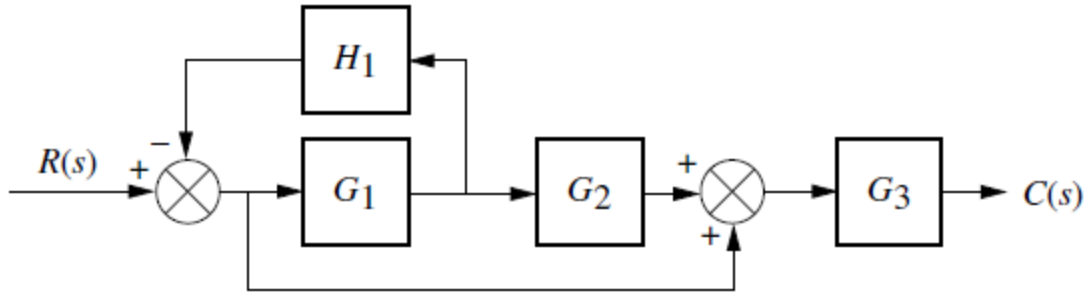 H1
−
R(s)
+
G1
G2
+
+
G3
C(s)